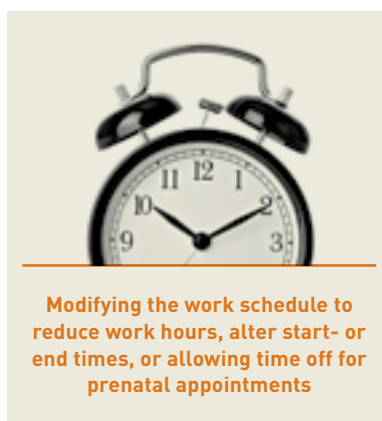 12
11 1
10 2
9 3
Modifying the work schedule to
reduce work hours, alter start- or
end times, or allowing time off for
prenatal appointments